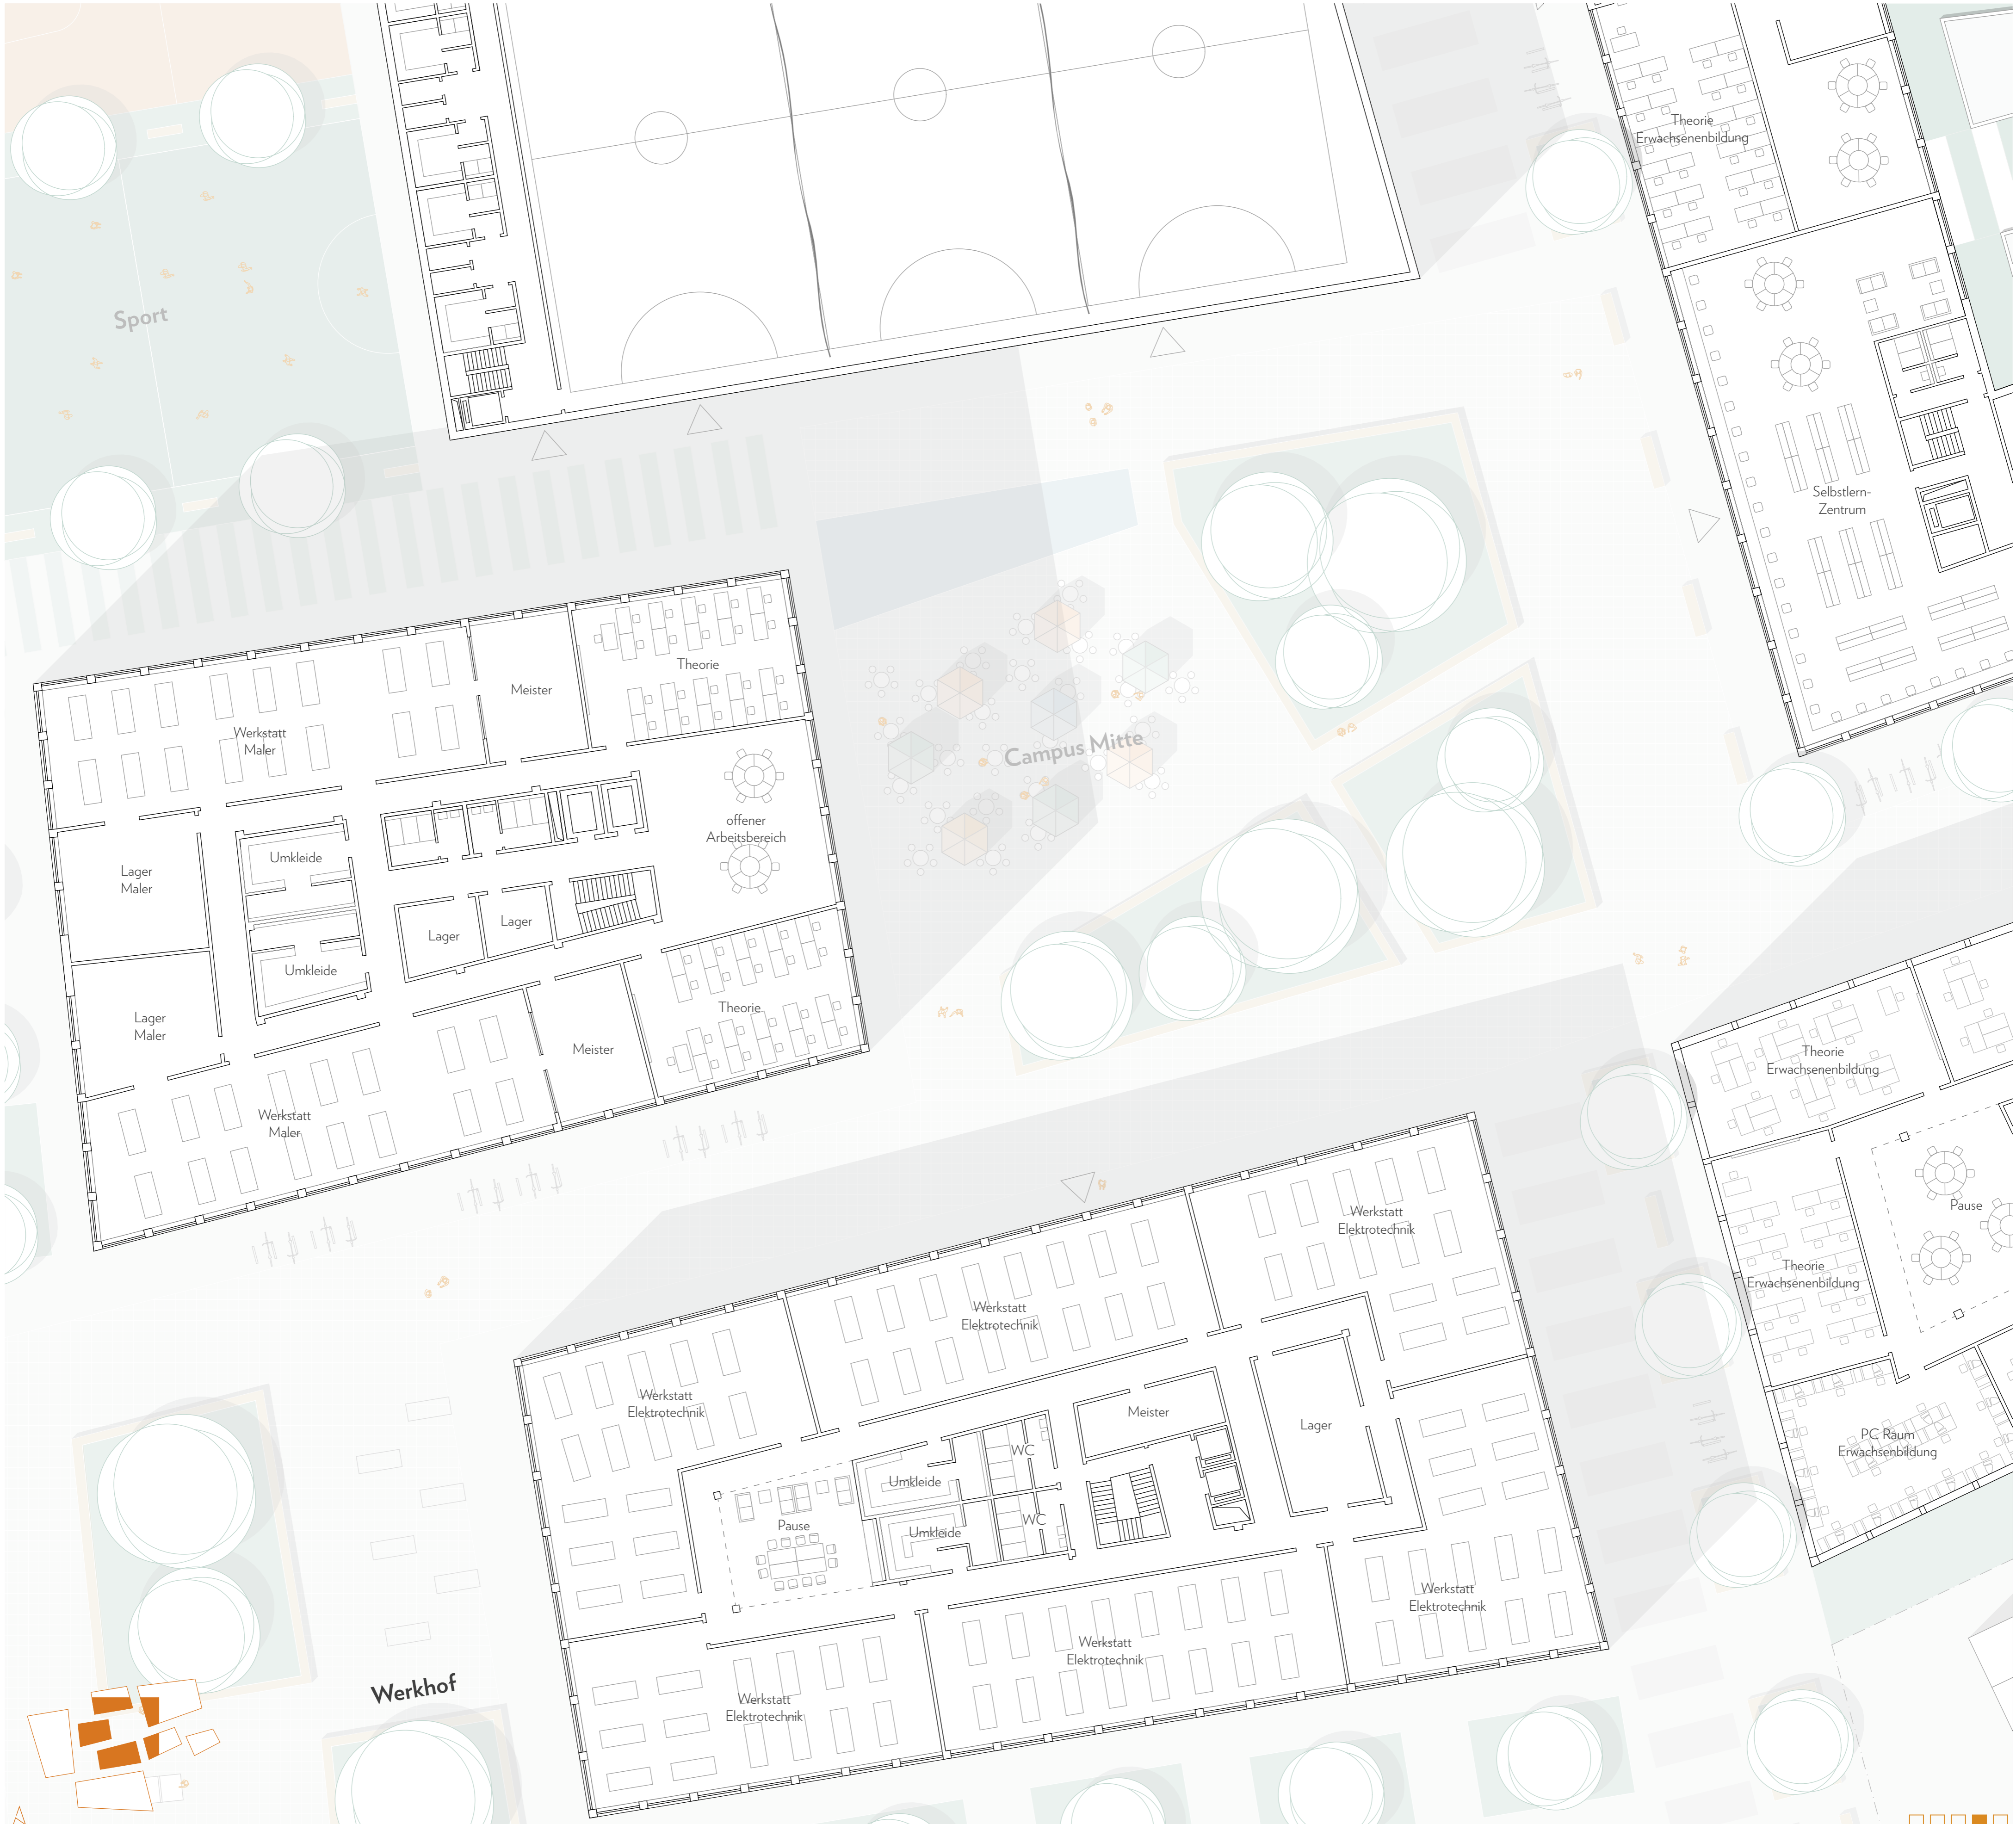 Theorie
Erwachsenenbildung
Sport
Selbstlern-
Zentrum
Theorie
Meister
Werkstatt
Maler
Campus Mitte
offener
Arbeitsbereich
Umkleide
Lager
Maler
Lager
Lager
Umkleide
Theorie
Lager
Maler
Meister
Werkstatt
Maler
Theorie
Erwachsenenbildung
Pause
Werkstatt
Elektrotechnik
Theorie
Erwachsenenbildung
Werkstatt
Elektrotechnik
Werkstatt
Elektrotechnik
Meister
Lager
PC Raum
Erwachsenbildung
WC
Umkleide
WC
Pause
Umkleide
Werkstatt
Elektrotechnik
Werkstatt
Elektrotechnik
Werkhof
Werkstatt
Elektrotechnik